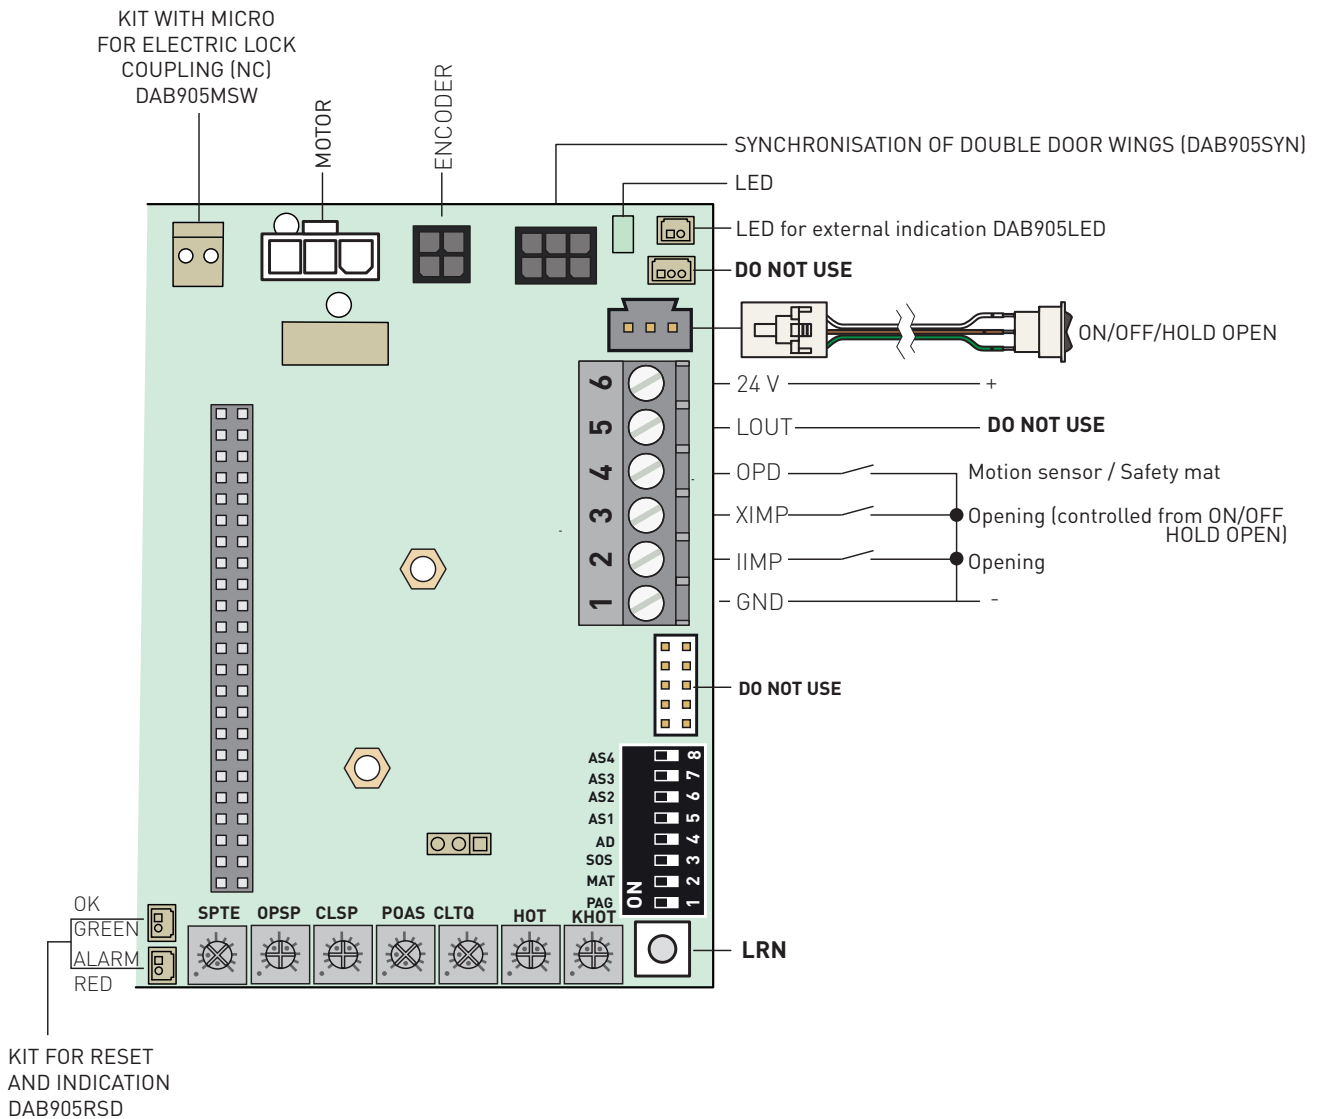 KIT WITH MICRO
FOR ELECTRIC LOCK
COUPLING (NC)
DAB905MSW
MOTOR
ENCODER
SYNCHRONISATION OF DOUBLE DOOR WINGS (DAB905SYN)
LED
LED for external indication DAB905LED
DO NOT USE
ON/OFF/HOLD OPEN
6
24 V
+
5
LOUT
DO NOT USE
4
OPD
Motion sensor / Safety mat
3
XIMP
Opening (controlled from ON/OFF
HOLD OPEN)
2
IIMP
Opening
1
GND
-
DO NOT USE
AS4
8
AS3
7
AS2
6
AS1
5
AD
4
SOS
3
MAT
2
PAG
1
ON
OK
GREEN
ALARM
RED
SPTE
OPSP
CLSP
POAS
CLTQ
HOT
KHOT
LRN
KIT FOR RESET
AND INDICATION
DAB905RSD